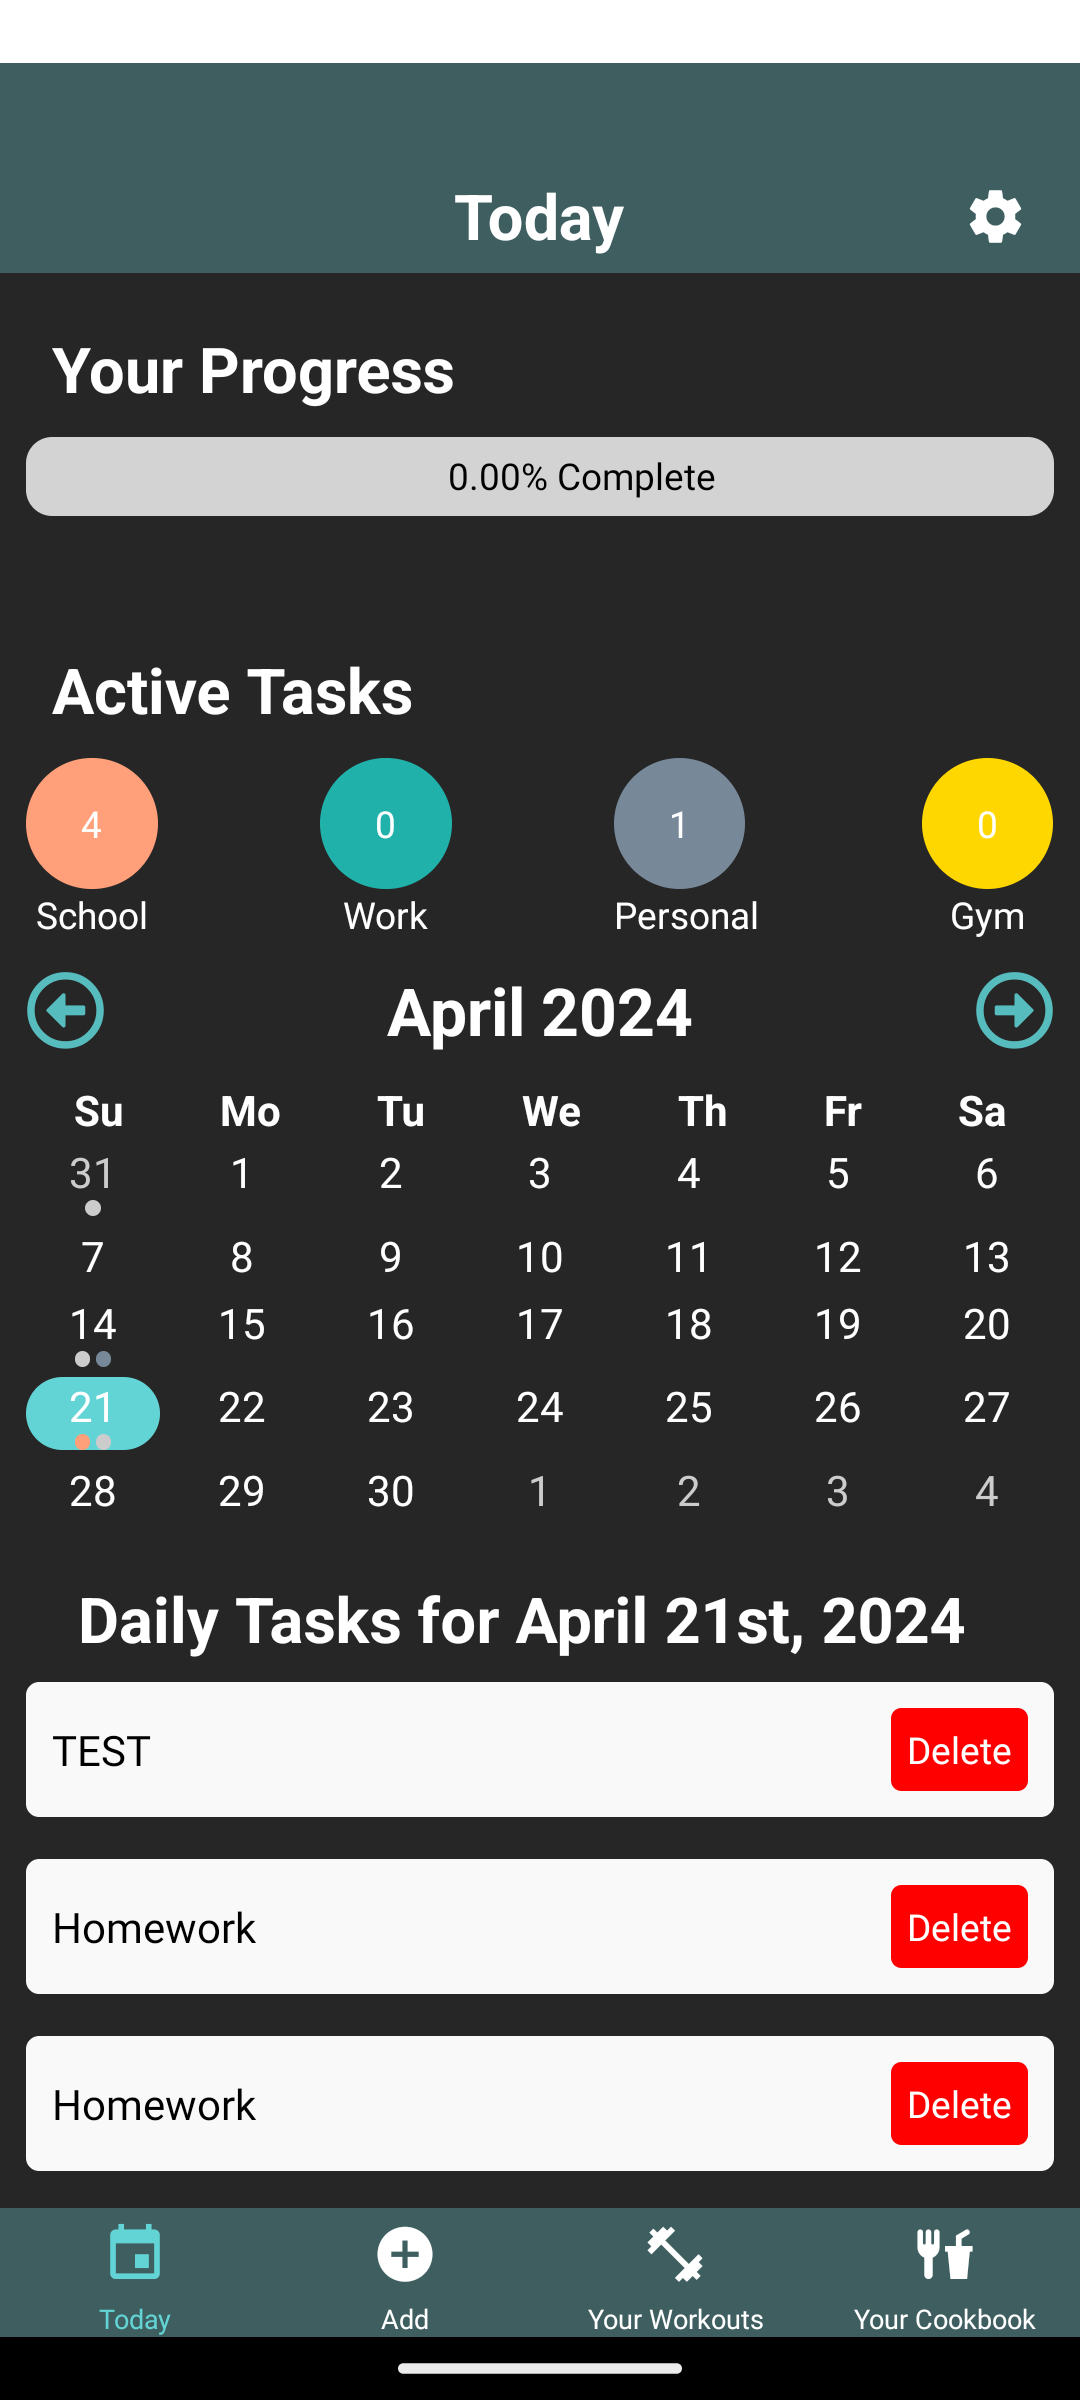 Today
Your Progress
0.00% Complete
Active Tasks
4 0 1 0
School Work Personal Gym
April 2024
Su Mo Tu We Th Fr Sa
31 1 2 3 4 5 6
7 8 9 10 11 12 13
14 15 16 17 18 19 20
21 22 23 24 25 26 27
28 29 30 1 2 3 4
Daily Tasks for April 21st, 2024
TEST Delete
Homework Delete
Homework Delete
Today Add Your Workouts Your Cookbook